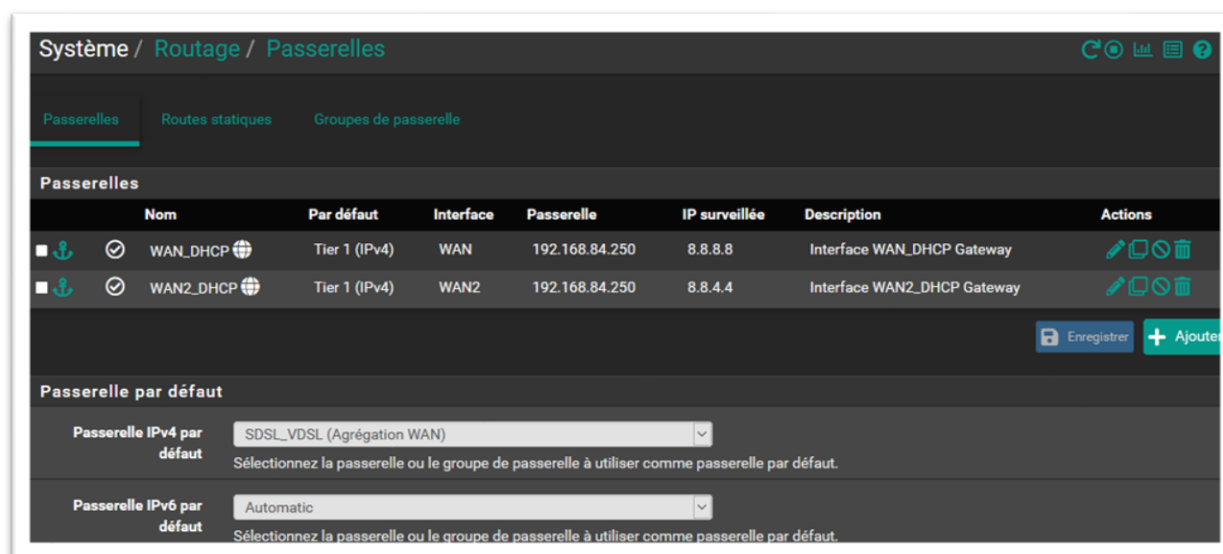 Système / Routage / Passerelles
Passerelles Routes statiques Groupes de passerelle
Passerelles
Nom Par défaut Interface Passerelle IP surveillée Description Actions
WAN_DHCP Tier 1 (IPv4) WAN 192.168.84.250 8.8.8.8 Interface WAN_DHCP Gateway
WAN2_DHCP Tier 1 (IPv4) WAN2 192.168.84.250 8.8.4.4 Interface WAN2_DHCP Gateway
Enregistrer Ajouter
Passerelle par défaut
Passerelle IPv4 par défaut
SDSL_VDSL (Agrégation WAN)
Sélectionnez la passerelle ou le groupe de passerelle à utiliser comme passerelle par défaut.
Passerelle IPv6 par défaut
Automatic
Sélectionnez la passerelle ou le groupe de passerelle à utiliser comme passerelle par défaut.